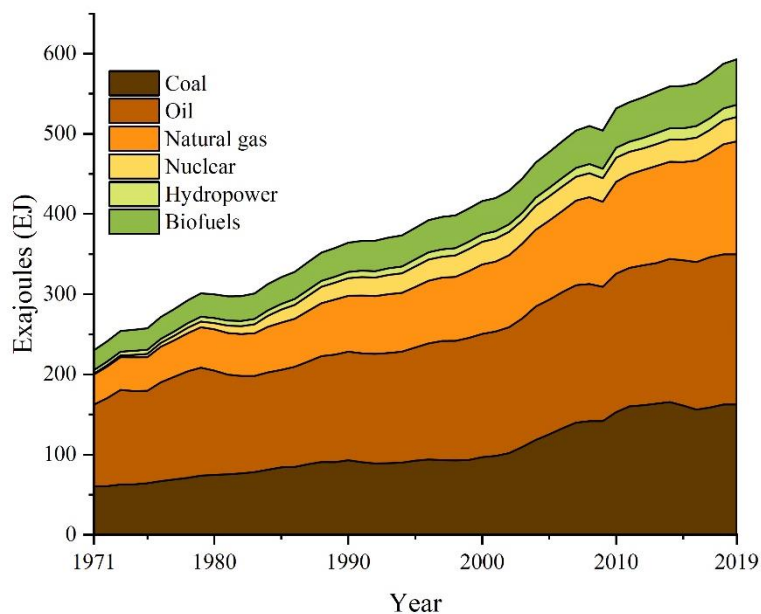 600
500
400
300
200
100
0
Exajoules (EJ)
Coal
Oil
Natural gas
Nuclear
Hydropower
Biofuels
1971 1980 1990 2000 2010 2019
Year